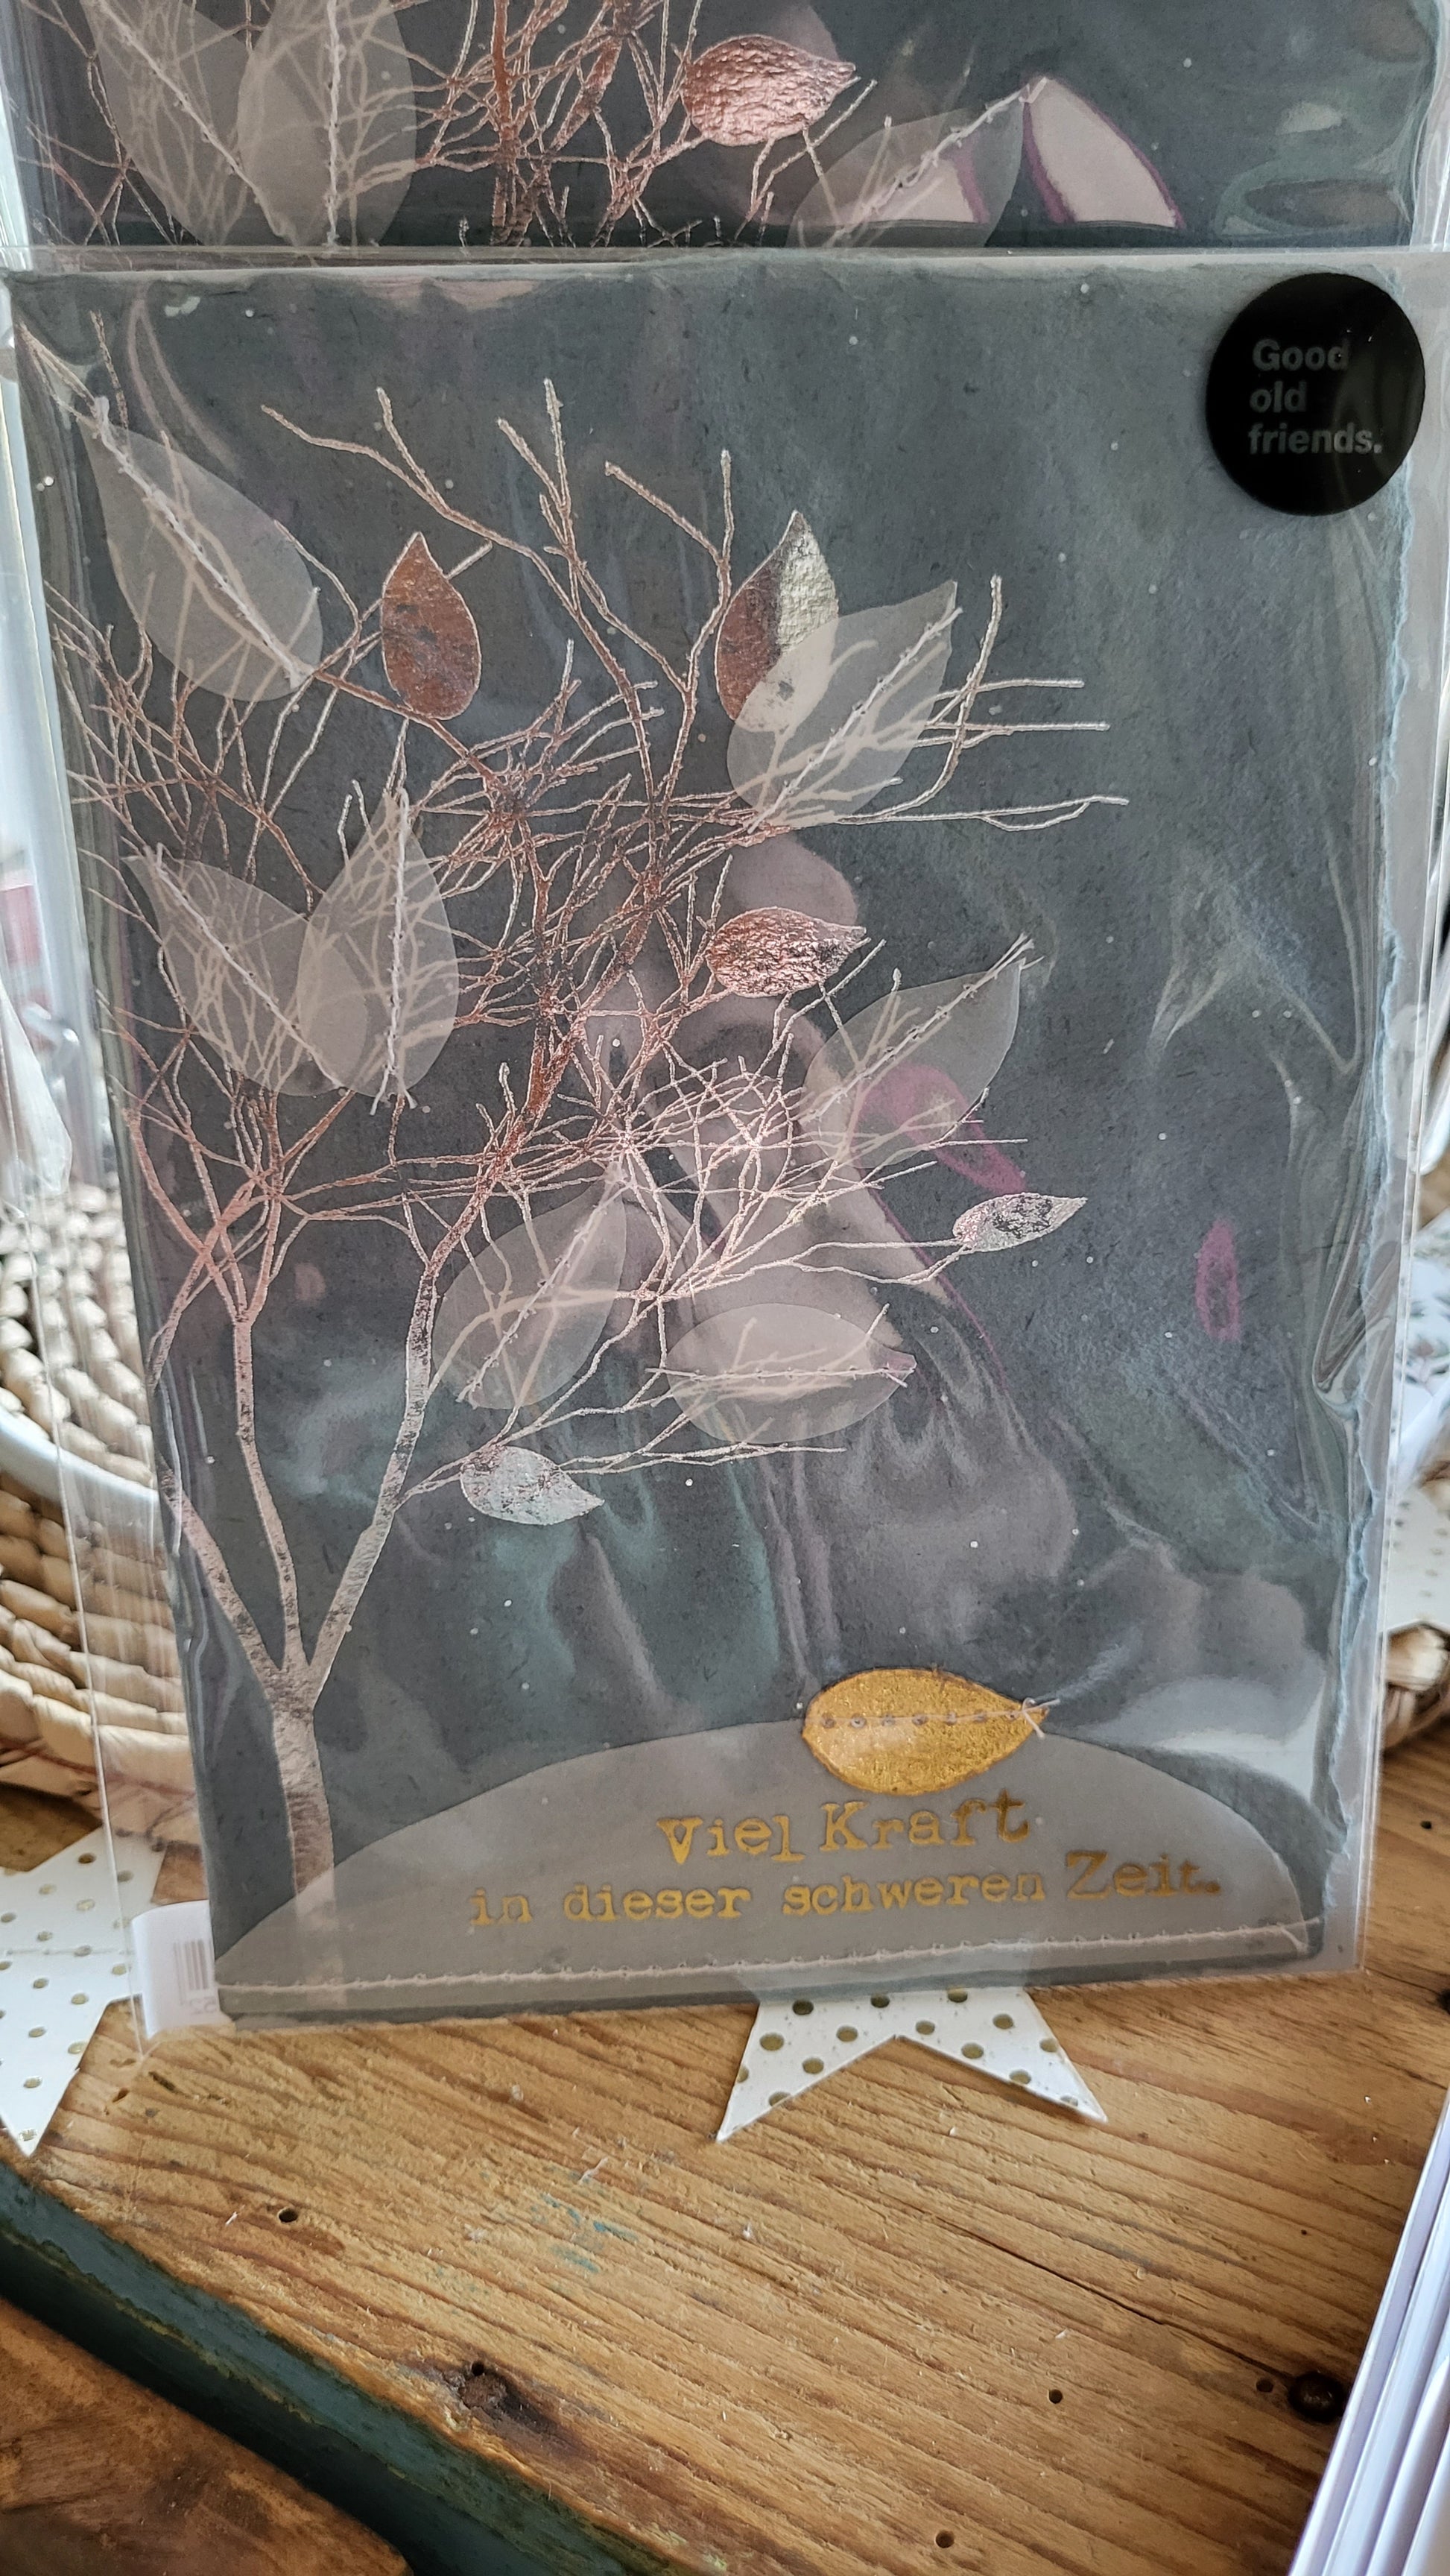 Good
old
friends.
Viel Kraft
in dieser schweren Zeit.